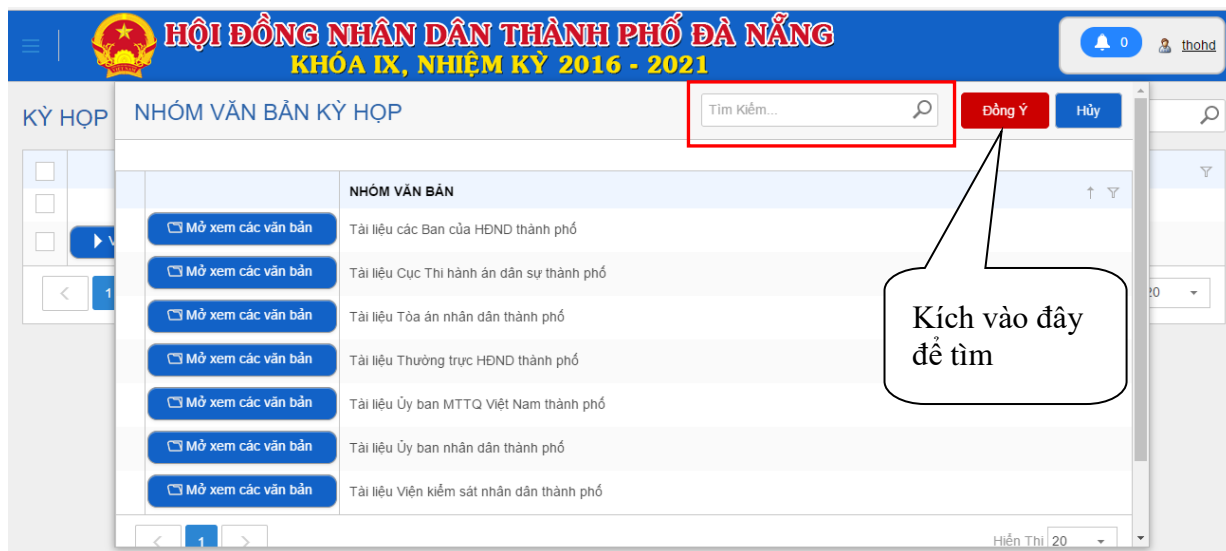 HỘI ĐỒNG NHÂN DÂN THÀNH PHỐ ĐÀ NẴNG
KHÓA IX, NHIỆM KỲ 2016 - 2021
0 thohd
KỲ HỌP
NHÓM VĂN BẢN KỲ HỌP
Tìm Kiếm...
Đồng Ý
Hủy
NHÓM VĂN BẢN
Mở xem các văn bản Tài liệu các Ban của HĐND thành phố
Mở xem các văn bản Tài liệu Cục Thi hành án dân sự thành phố
Mở xem các văn bản Tài liệu Tòa án nhân dân thành phố
Mở xem các văn bản Tài liệu Thường trực HĐND thành phố
Mở xem các văn bản Tài liệu Ủy ban MTTQ Việt Nam thành phố
Mở xem các văn bản Tài liệu Ủy ban nhân dân thành phố
Mở xem các văn bản Tài liệu Viện kiểm sát nhân dân thành phố
Kích vào đây
để tìm
1
Hiển Thị 20